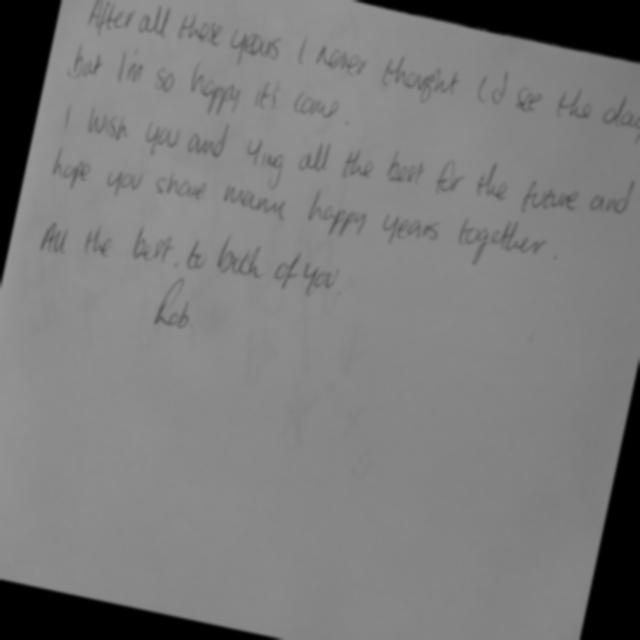 After all these years I never thought I'd see the day
but I'm so happy it's come.
I wish you and Ying all the best for the future and
hope you share many happy years together.
All the best, to both of you
Rob